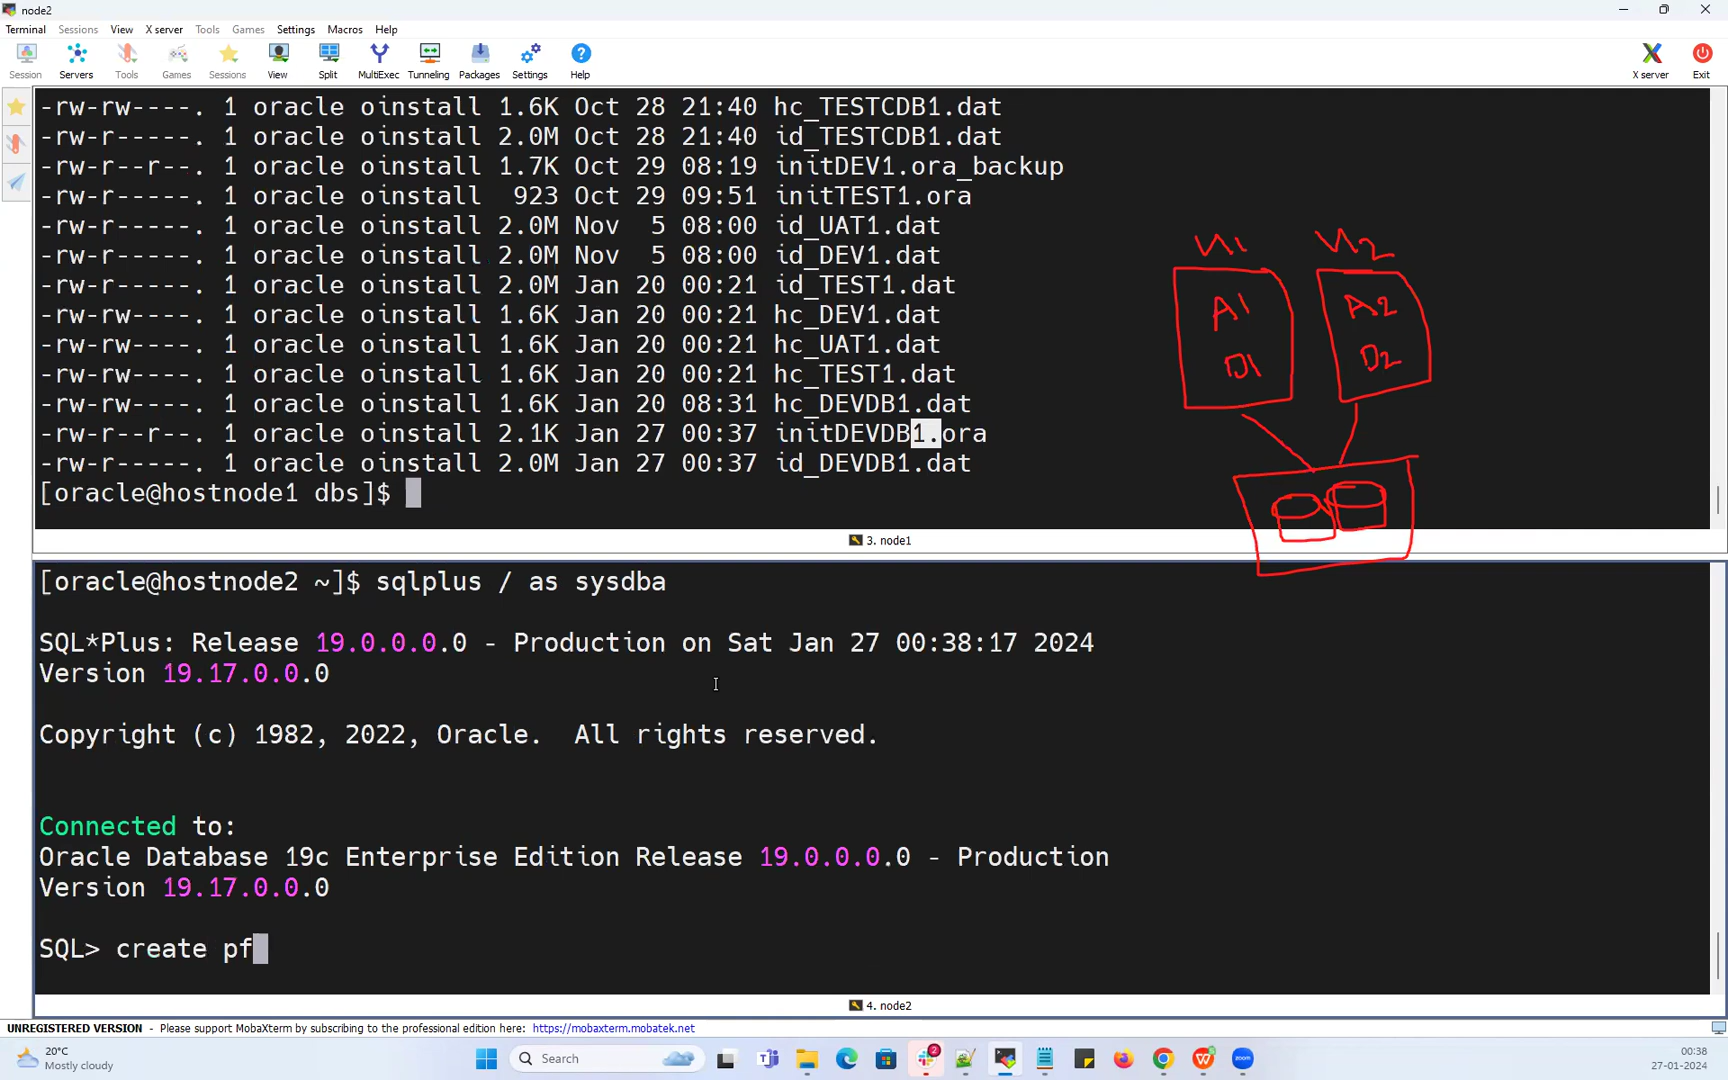 node2
Terminal Sessions View X server Tools Games Settings Macros Help
Session Servers Tools Games Sessions View Split MultiExec Tunneling Packages Settings Help X server Exit
-rw-rw----. 1 oracle oinstall 1.6K Oct 28 21:40 hc_TESTCDB1.dat
-rw-r-----. 1 oracle oinstall 2.0M Oct 28 21:40 id_TESTCDB1.dat
-rw-r--r--. 1 oracle oinstall 1.7K Oct 29 08:19 initDEV1.ora_backup
-rw-r-----. 1 oracle oinstall  923 Oct 29 09:51 initTEST1.ora
-rw-r-----. 1 oracle oinstall 2.0M Nov  5 08:00 id_UAT1.dat
-rw-r-----. 1 oracle oinstall 2.0M Nov  5 08:00 id_DEV1.dat
-rw-r-----. 1 oracle oinstall 2.0M Jan 20 00:21 id_TEST1.dat
-rw-rw----. 1 oracle oinstall 1.6K Jan 20 00:21 hc_DEV1.dat
-rw-rw----. 1 oracle oinstall 1.6K Jan 20 00:21 hc_UAT1.dat
-rw-rw----. 1 oracle oinstall 1.6K Jan 20 00:21 hc_TEST1.dat
-rw-rw----. 1 oracle oinstall 1.6K Jan 20 08:31 hc_DEVDB1.dat
-rw-r--r--. 1 oracle oinstall 2.1K Jan 27 00:37 initDEVDB1.ora
-rw-r-----. 1 oracle oinstall 2.0M Jan 27 00:37 id_DEVDB1.dat
[oracle@hostnode1 dbs]$
N1 N2
A1 A2
D1 D2
3. node1
[oracle@hostnode2 ~]$ sqlplus / as sysdba
SQL*Plus: Release 19.0.0.0.0 - Production on Sat Jan 27 00:38:17 2024
Version 19.17.0.0.0
Copyright (c) 1982, 2022, Oracle.  All rights reserved.
Connected to:
Oracle Database 19c Enterprise Edition Release 19.0.0.0.0 - Production
Version 19.17.0.0.0
SQL> create pf
4. node2
UNREGISTERED VERSION - Please support MobaXterm by subscribing to the professional edition here: https://mobaxterm.mobatek.net
20°C
Mostly cloudy
Search
2
00:38
27-01-2024